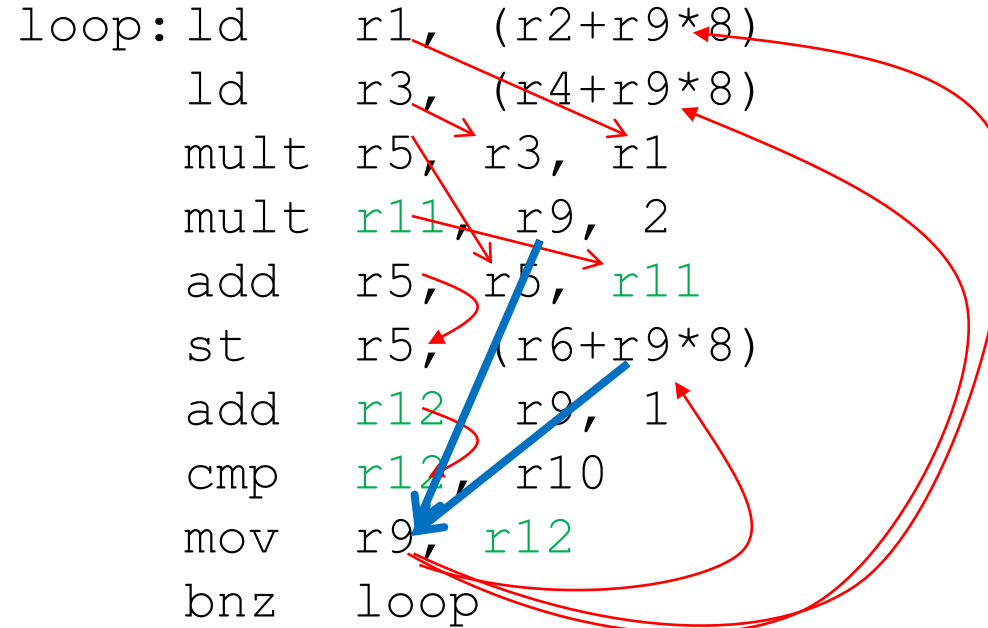 loop: ld r1, (r2+r9*8)
ld r3, (r4+r9*8)
mult r5, r3, r1
mult r11, r9, 2
add r5, r5, r11
st r5, (r6+r9*8)
add r12 r9, 1
cmp r12, r10
mov r9, r12
bnz loop